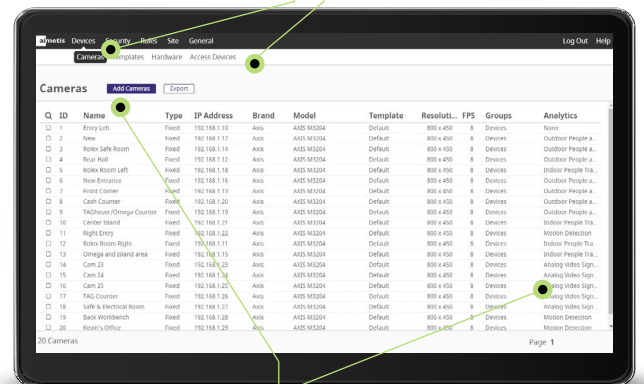 aimetis Devices Security Rules Site General Log Out Help
Cameras Templates Hardware Access Devices
Cameras Add Cameras Export
ID Name Type IP Address Brand Model Template Resoluti... FPS Groups Analytics
1 Entry Left Fixed 192.168.1.10 Axis AXIS M3204 Default 800 x 450 8 Devices None
2 New Fixed 192.168.1.17 Axis AXIS M3204 Default 800 x 450 8 Devices Outdoor People a...
3 Rolex Safe Room Fixed 192.168.1.14 Axis AXIS M3204 Default 800 x 450 8 Devices Outdoor People a...
4 Rear Hall Fixed 192.168.1.12 Axis AXIS M3204 Default 800 x 450 8 Devices Outdoor People a...
5 Rolex Room Left Fixed 192.168.1.18 Axis AXIS M3204 Default 800 x 450 8 Devices Indoor People Tra...
6 New Entrance Fixed 192.168.1.16 Axis AXIS M3204 Default 800 x 450 8 Devices Outdoor People a...
7 Front Corner Fixed 192.168.1.13 Axis AXIS M3204 Default 800 x 450 8 Devices Outdoor People a...
8 Cash Counter Fixed 192.168.1.20 Axis AXIS M3204 Default 800 x 450 8 Devices Outdoor People a...
9 TAGheuer/Omega Counter Fixed 192.168.1.19 Axis AXIS M3204 Default 800 x 450 8 Devices Outdoor People a...
10 Center Island Fixed 192.168.1.21 Axis AXIS M3204 Default 800 x 450 8 Devices Indoor People Tra...
11 Right Entry Fixed 192.168.1.22 Axis AXIS M3204 Default 800 x 450 8 Devices Motion Detection
12 Rolex Room Right Fixed 192.168.1.11 Axis AXIS M3204 Default 800 x 450 8 Devices Indoor People Tra...
13 Omega and Island area Fixed 192.168.1.15 Axis AXIS M3204 Default 800 x 450 8 Devices Indoor People Tra...
14 Cam 23 Fixed 192.168.1.23 Axis AXIS M3204 Default 800 x 450 8 Devices Analog Video Sign...
15 Cam 24 Fixed 192.168.1.24 Axis AXIS M3204 Default 800 x 450 8 Devices Analog Video Sign...
16 Cam 25 Fixed 192.168.1.25 Axis AXIS M3204 Default 800 x 450 8 Devices Analog Video Sign...
17 TAG Counter Fixed 192.168.1.26 Axis AXIS M3204 Default 800 x 450 8 Devices Analog Video Sign...
18 Safe & Electrical Room Fixed 192.168.1.27 Axis AXIS M3204 Default 800 x 450 8 Devices Analog Video Sign...
19 Back Workbench Fixed 192.168.1.28 Axis AXIS M3204 Default 800 x 450 8 Devices Motion Detection
20 Kevin's Office Fixed 192.168.1.29 Axis AXIS M3204 Default 800 x 450 8 Devices Motion Detection
20 Cameras Page 1